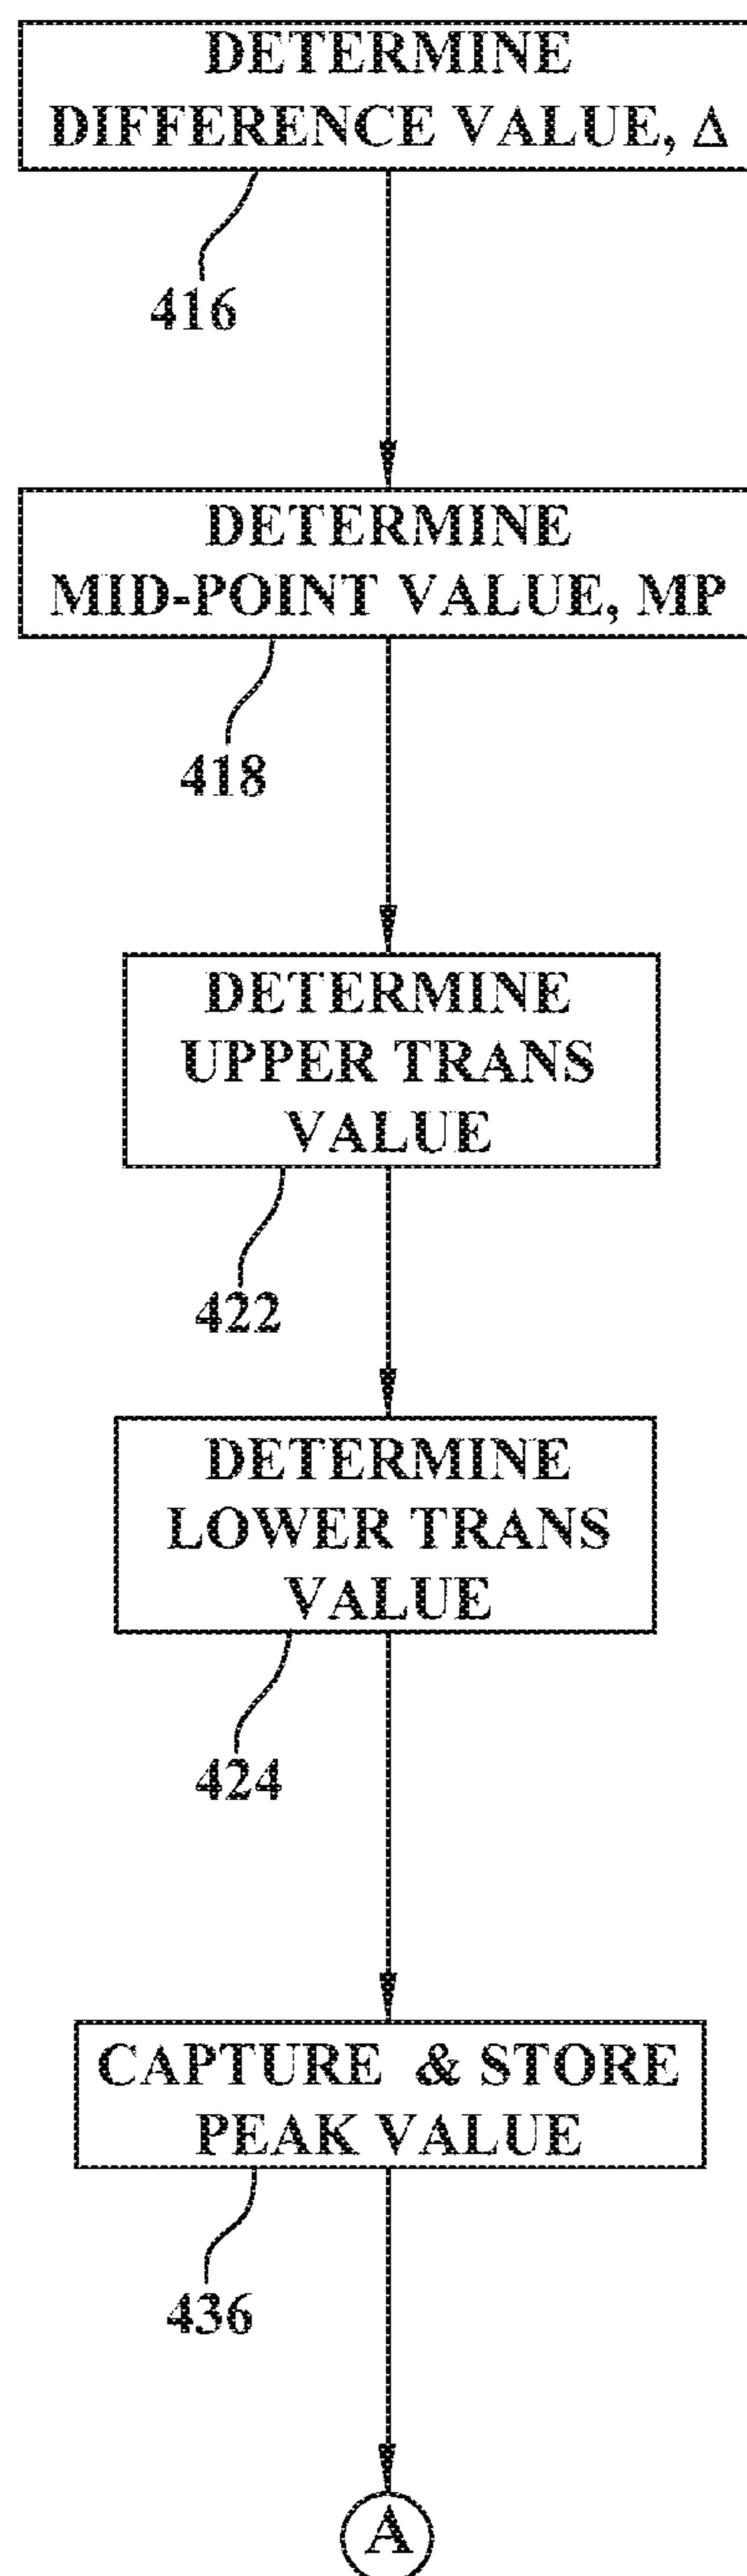 DETERMINE
DIFFERENCE VALUE, Δ
416
DETERMINE
MID-POINT VALUE, MP
418
DETERMINE
UPPER TRANS
VALUE
422
DETERMINE
LOWER TRANS
VALUE
424
CAPTURE & STORE
PEAK VALUE
436
A